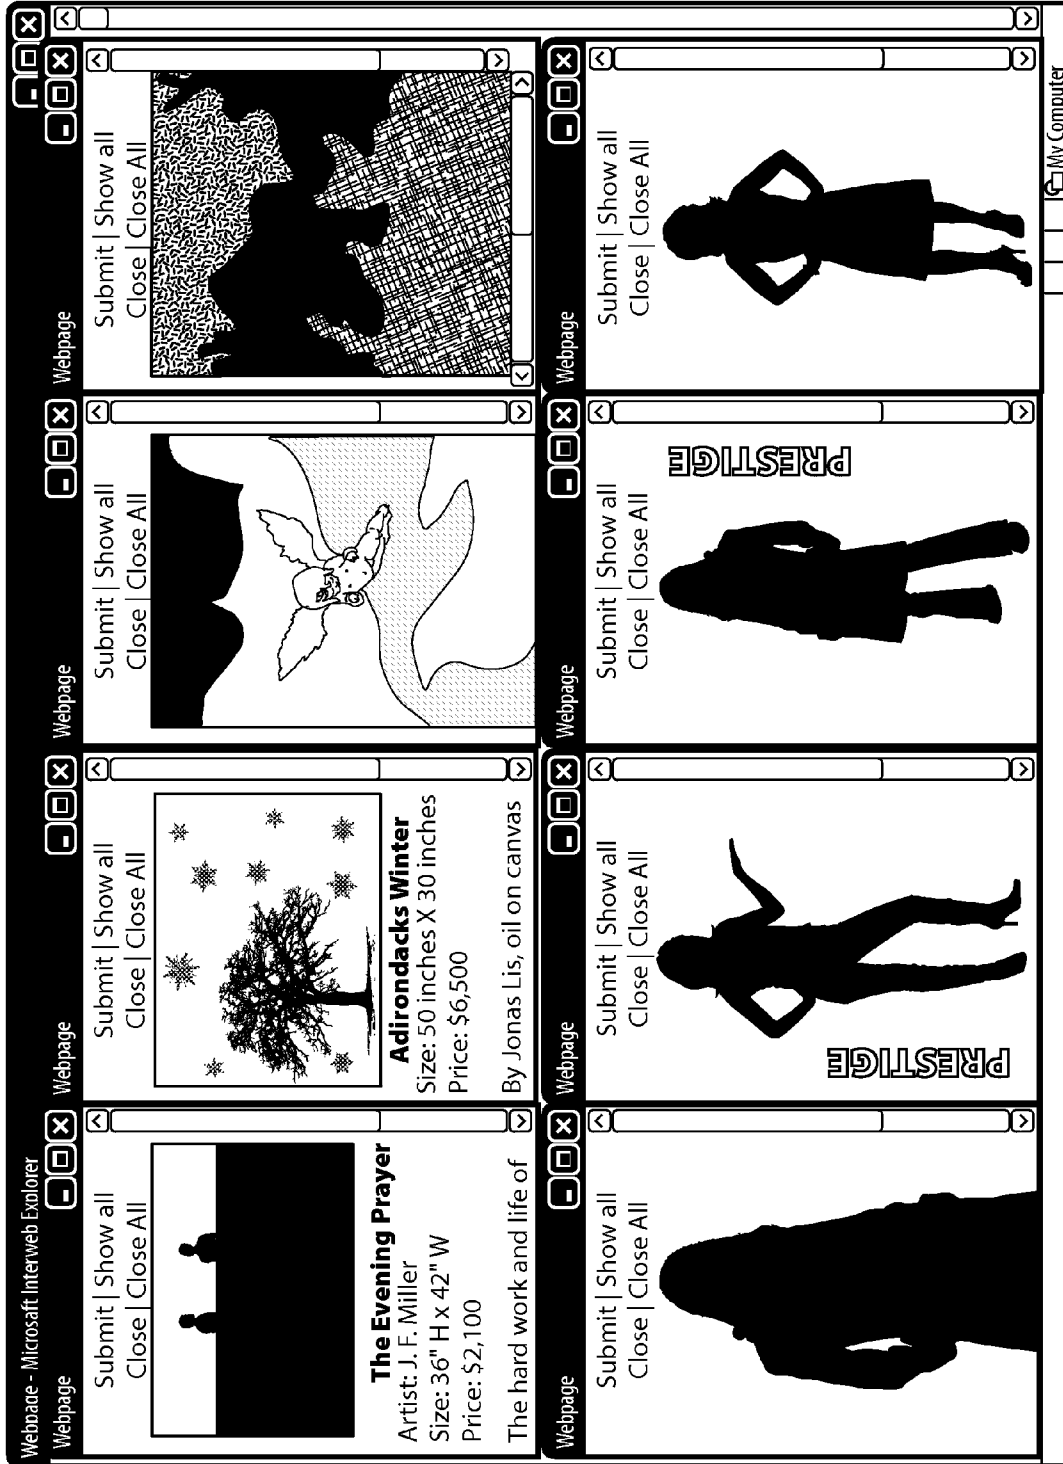 Webpage - Microsaft Interweb Explorer
Webpage
Submit | Show all
Close | Close All
The Evening Prayer
Artist: J. F. Miller
Size: 36" H x 42" W
Price: $2,100
The hard work and life of
Webpage
Submit | Show all
Close | Close All
Adirondacks Winter
Size: 50 inches X 30 inches
Price: $6,500
By Jonas Lis, oil on canvas
Webpage
Submit | Show all
Close | Close All
Webpage
Submit | Show all
Close | Close All
Submit | Show all
Close | Close All
Webpage
Submit | Show all
Close | Close All
PRESTIGE
Webpage
Submit | Show all
Close | Close All
PRESTIGE
Webpage
Submit | Show all
Close | Close All
My Computer